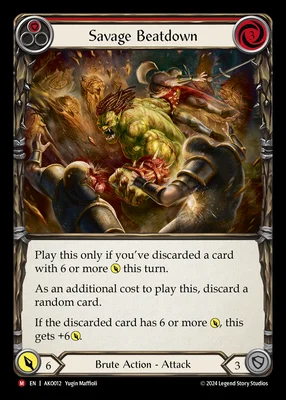 Savage Beatdown
Play this only if you've discarded a card
with 6 or more this turn.
As an additional cost to play this, discard a
random card.
If the discarded card has 6 or more , this
gets +6 .
6 Brute Action - Attack 3
M EN | AKO012 Yugin Maffioli ©2024 Legend Story Studios